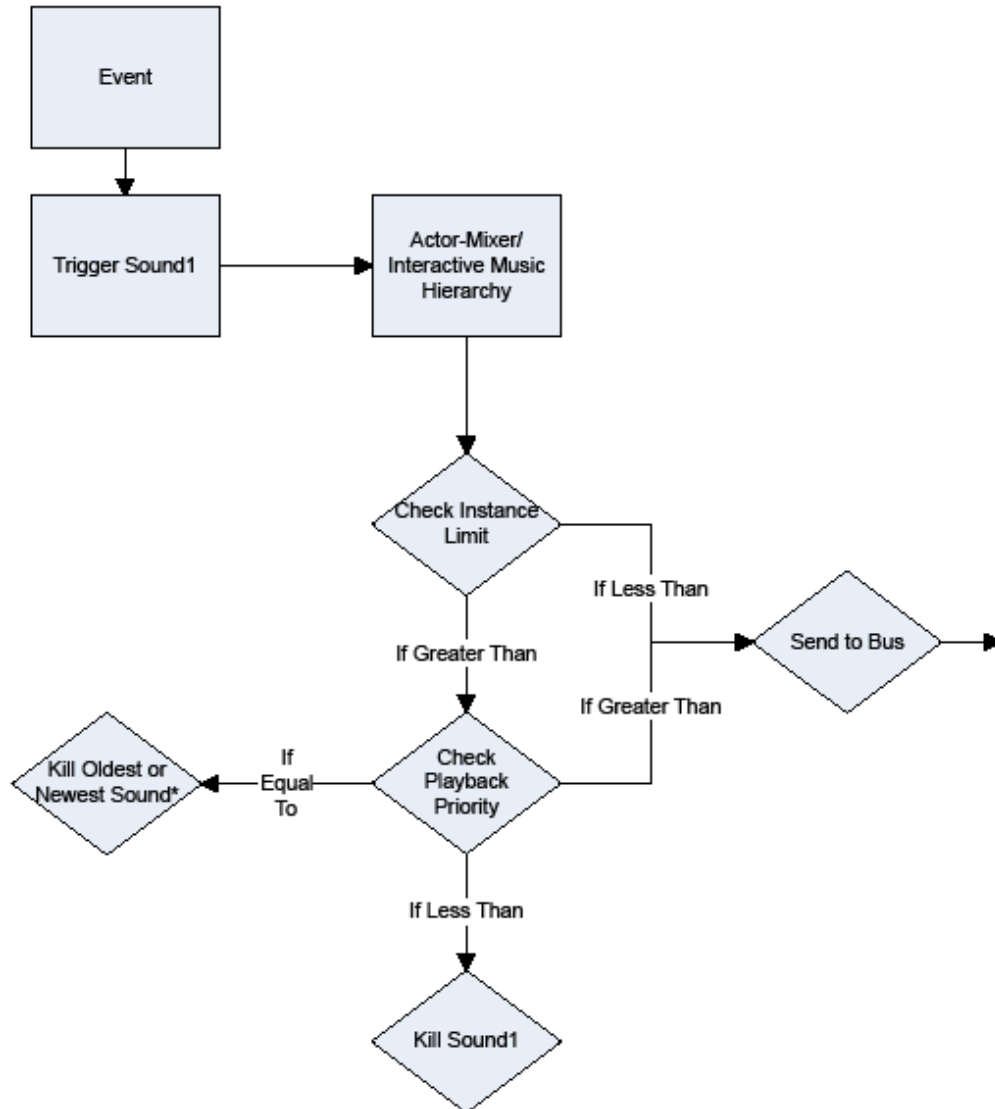 Event
Trigger Sound1
Actor-Mixer/
Interactive Music
Hierarchy
Check Instance
Limit
If Less Than
Send to Bus
If Greater Than
If Greater Than
Check
Playback
Priority
If
Equal
To
Kill Oldest or
Newest Sound*
If Less Than
Kill Sound1